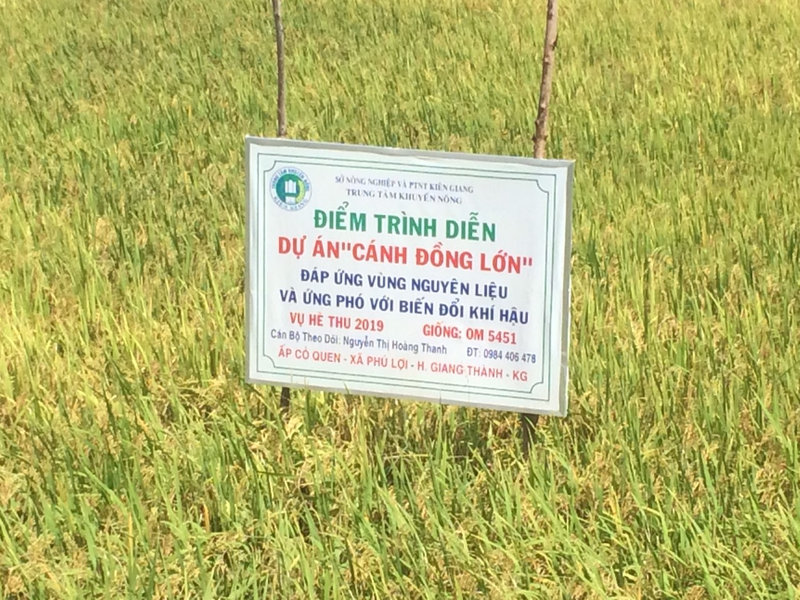 SỞ NÔNG NGHIỆP VÀ PTNT KIÊN GIANG
TRUNG TÂM KHUYẾN NÔNG
ĐIỂM TRÌNH DIỄN
DỰ ÁN"CÁNH ĐỒNG LỚN"
ĐÁP ỨNG VÙNG NGUYÊN LIỆU
VÀ ỨNG PHÓ VỚI BIẾN ĐỔI KHÍ HẬU
VỤ HÈ THU 2019 GIỐNG: OM 5451
Cán Bộ Theo Dõi: Nguyễn Thị Hoàng Thanh ĐT: 0984 406 478
ẤP CỎ QUEN - XÃ PHÚ LỢI - H. GIANG THÀNH - KG